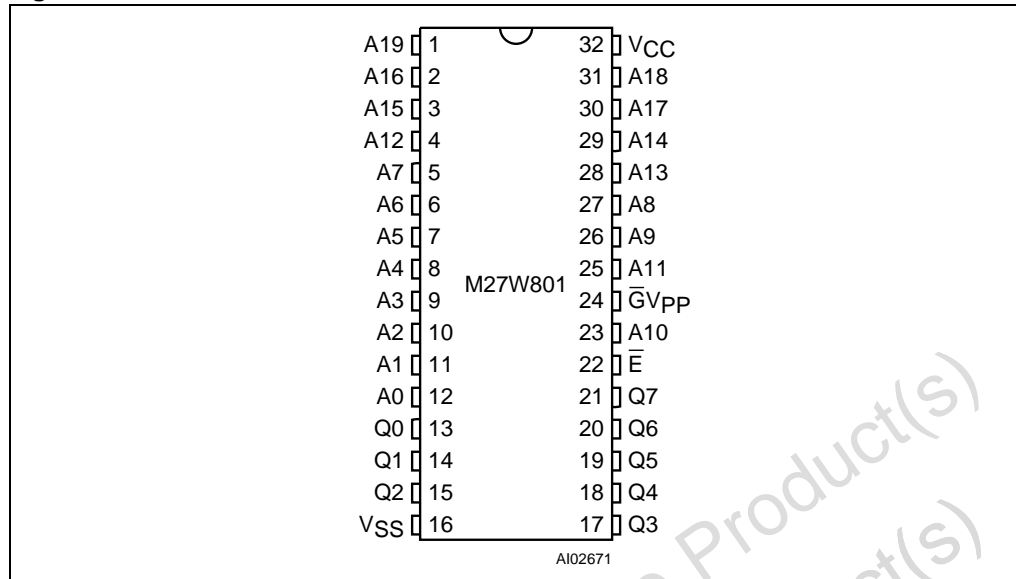 A19 1 32 VCC
A16 2 31 A18
A15 3 30 A17
A12 4 29 A14
A7 5 28 A13
A6 6 27 A8
A5 7 26 A9
A4 8 25 A11
M27W801
A3 9 24 G̅VPP
A2 10 23 A10
A1 11 22 E̅
A0 12 21 Q7
Q0 13 20 Q6
Q1 14 19 Q5
Q2 15 18 Q4
VSS 16 17 Q3
AI02671
Product(s)